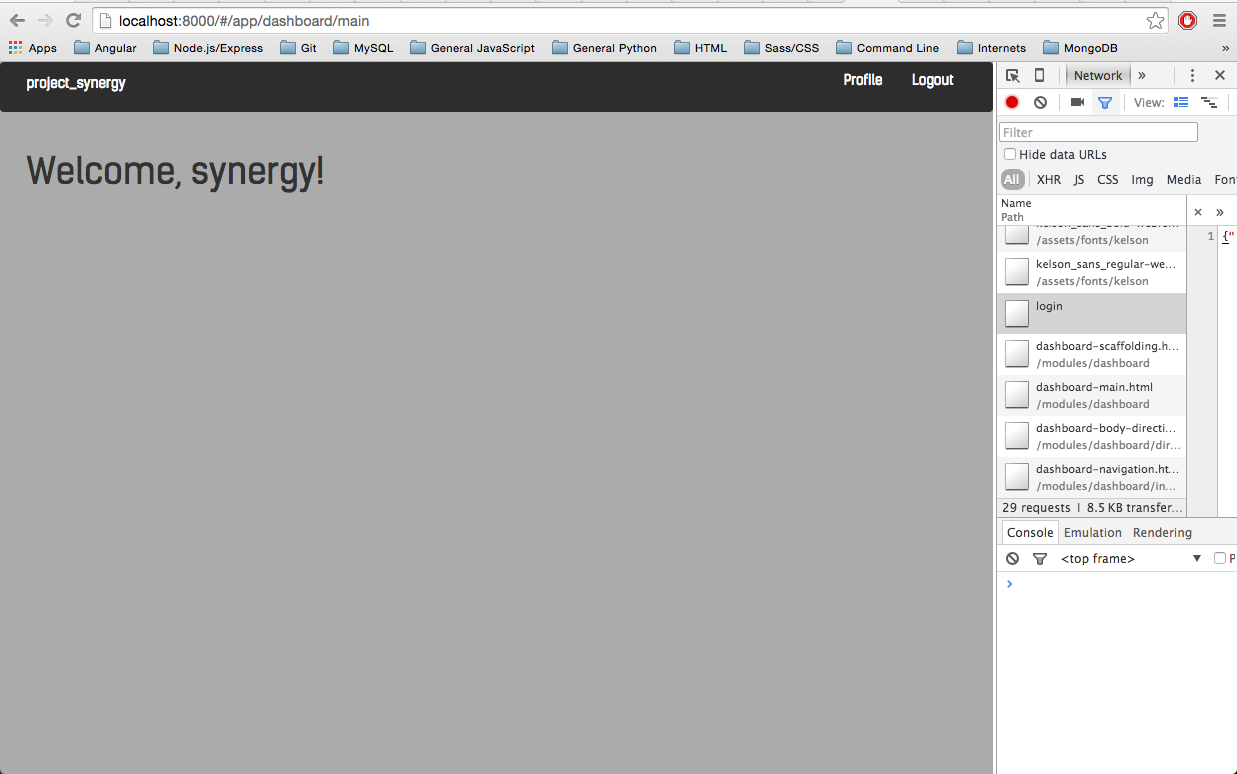 localhost:8000/#/app/dashboard/main
Apps Angular Node.js/Express Git MySQL General JavaScript General Python HTML Sass/CSS Command Line Internets MongoDB »
project_synergy Profile Logout
Welcome, synergy!
Network »
View:
Filter
Hide data URLs
All XHR JS CSS Img Media Fon
Name
Path
/assets/fonts/kelson
kelson_sans_regular-we...
/assets/fonts/kelson
login
dashboard-scaffolding.h...
/modules/dashboard
dashboard-main.html
/modules/dashboard
dashboard-body-directi...
/modules/dashboard/dir...
dashboard-navigation.ht...
/modules/dashboard/in...
29 requests | 8.5 KB transfer...
× »
1 {"
Console Emulation Rendering
<top frame> ▼ P
>